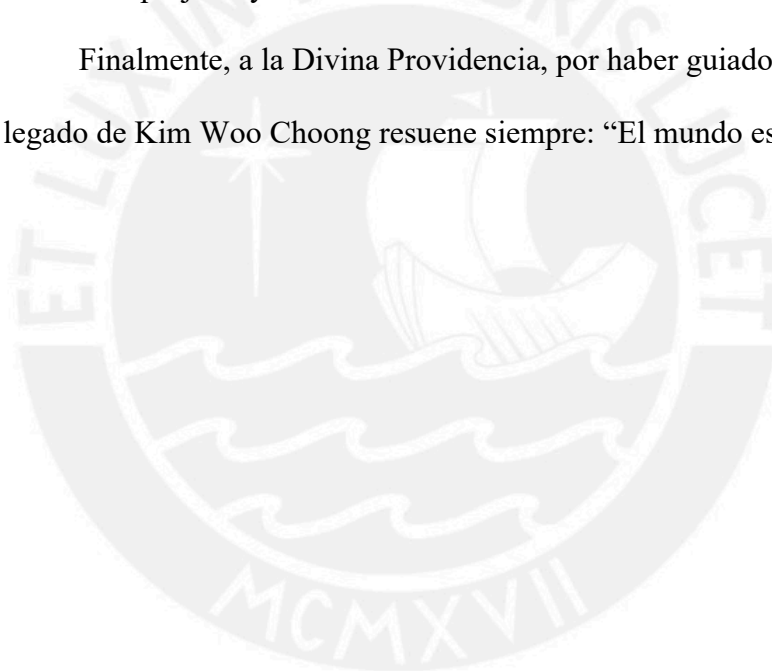 Finalmente, a la Divina Providencia, por haber guiado
legado de Kim Woo Choong resuene siempre: “El mundo es
ET LUX IN
BRIS LUCET
MCMXVII